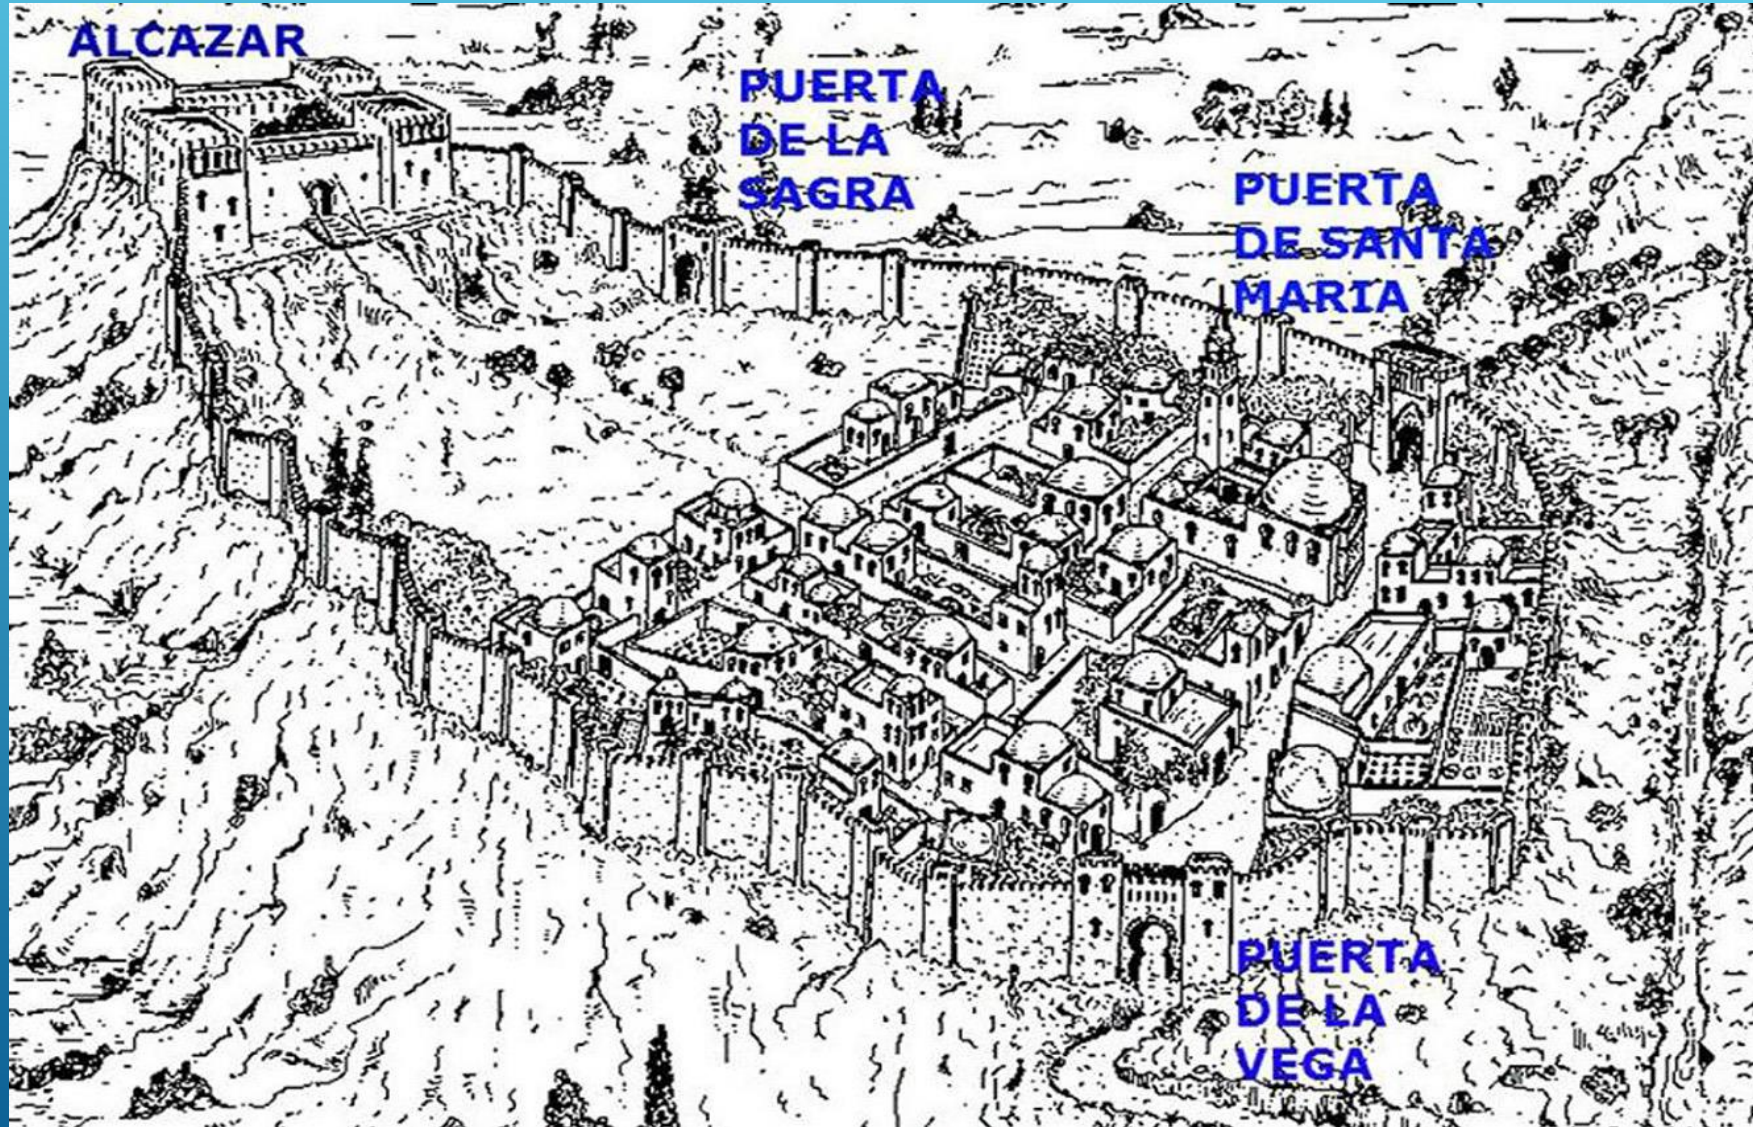 ALCAZAR
PUERTA
DE LA
SAGRA
PUERTA
DE SANTA
MARIA
PUERTA
DE LA
VEGA